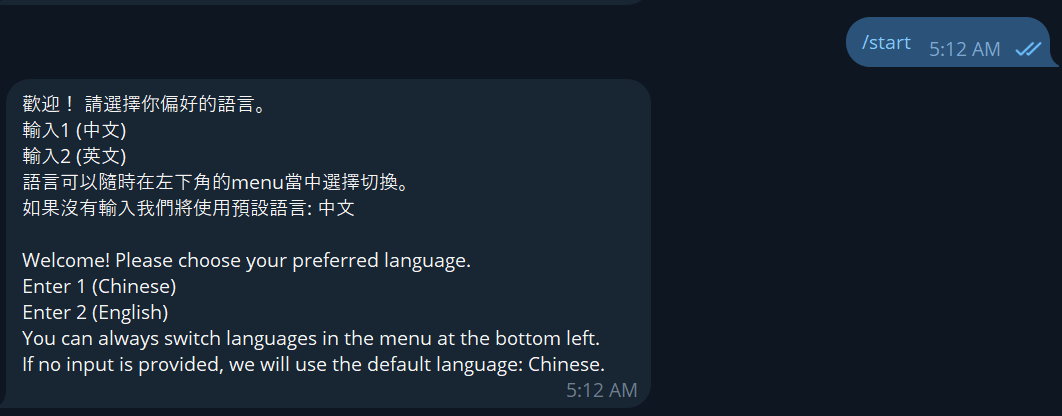 /start 5:12 AM
歡迎！ 請選擇你偏好的語言。
輸入1 (中文)
輸入2 (英文)
語言可以隨時在左下角的menu當中選擇切換。
如果沒有輸入我們將使用預設語言: 中文
Welcome! Please choose your preferred language.
Enter 1 (Chinese)
Enter 2 (English)
You can always switch languages in the menu at the bottom left.
If no input is provided, we will use the default language: Chinese.
5:12 AM